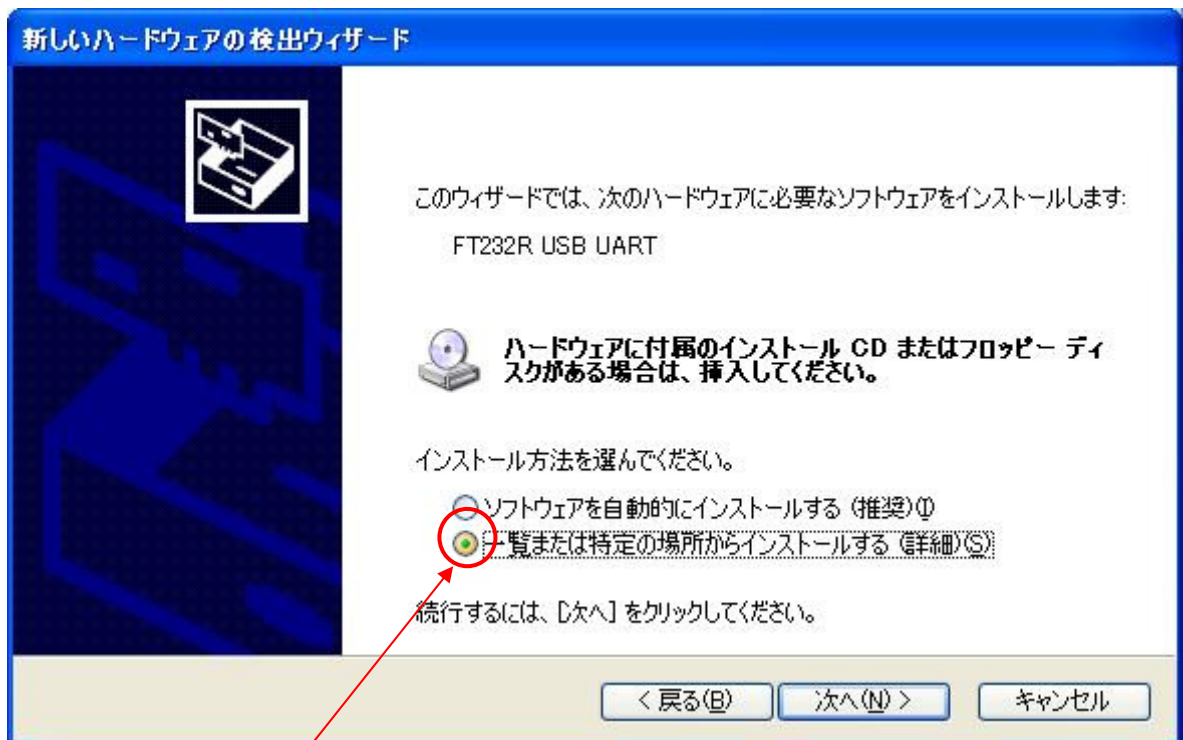 新しいハードウェアの検出ウィザード
このウィザードでは、次のハードウェアに必要なソフトウェアをインストールします:
FT232R USB UART
ハードウェアに付属のインストール CD またはフロッピー ディ
スクがある場合は、挿入してください。
インストール方法を選んでください。
ソフトウェアを自動的にインストールする (推奨)(I)
一覧または特定の場所からインストールする (詳細)(S)
続行するには、[次へ] をクリックしてください。
< 戻る(B)
次へ(N) >
キャンセル